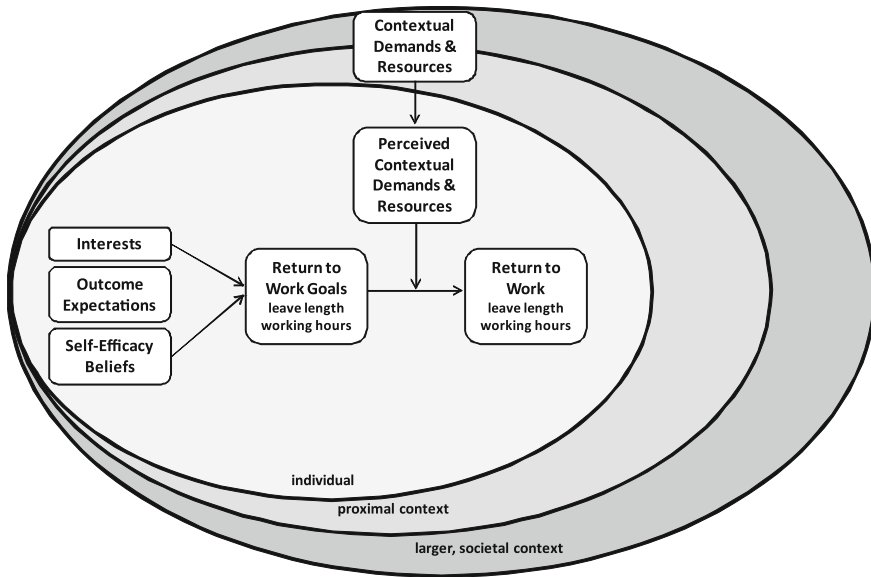 Contextual
Demands &
Resources
Perceived
Contextual
Demands &
Resources
Interests
Outcome
Expectations
Self-Efficacy
Beliefs
Return to
Work Goals
leave length
working hours
Return to
Work
leave length
working hours
individual
proximal context
larger, societal context